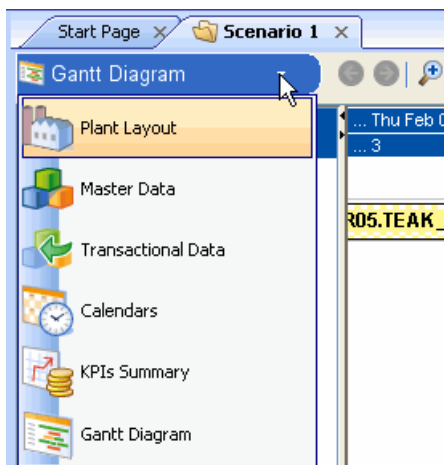 Start Page
Scenario 1
Gantt Diagram
... Thu Feb 0
... 3
Plant Layout
Master Data
R05.TEAK_
Transactional Data
Calendars
KPIs Summary
Gantt Diagram